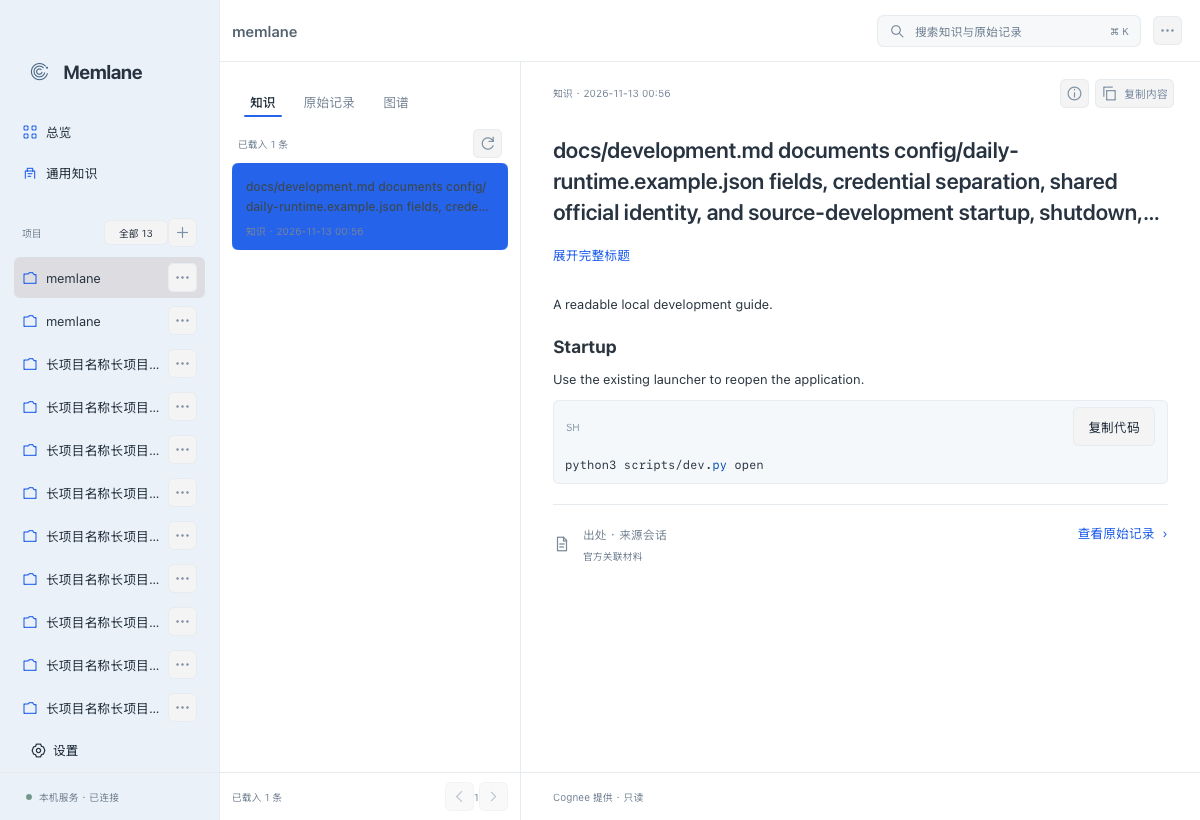 Memlane
总览
通用知识
项目
全部 13
memlane
memlane
长项目名称长项目...
长项目名称长项目...
长项目名称长项目...
长项目名称长项目...
长项目名称长项目...
长项目名称长项目...
长项目名称长项目...
长项目名称长项目...
长项目名称长项目...
设置
本机服务 · 已连接
memlane
搜索知识与原始记录
⌘ K
知识
原始记录
图谱
已载入 1 条
docs/development.md documents config/
daily-runtime.example.json fields, crede...
知识 · 2026-11-13 00:56
已载入 1 条
1
知识 · 2026-11-13 00:56
复制内容
docs/development.md documents config/daily-
runtime.example.json fields, credential separation, shared
official identity, and source-development startup, shutdown,...
展开完整标题
A readable local development guide.
Startup
Use the existing launcher to reopen the application.
SH
复制代码
python3 scripts/dev.py open
出处 · 来源会话
官方关联材料
查看原始记录 ›
Cognee 提供 · 只读